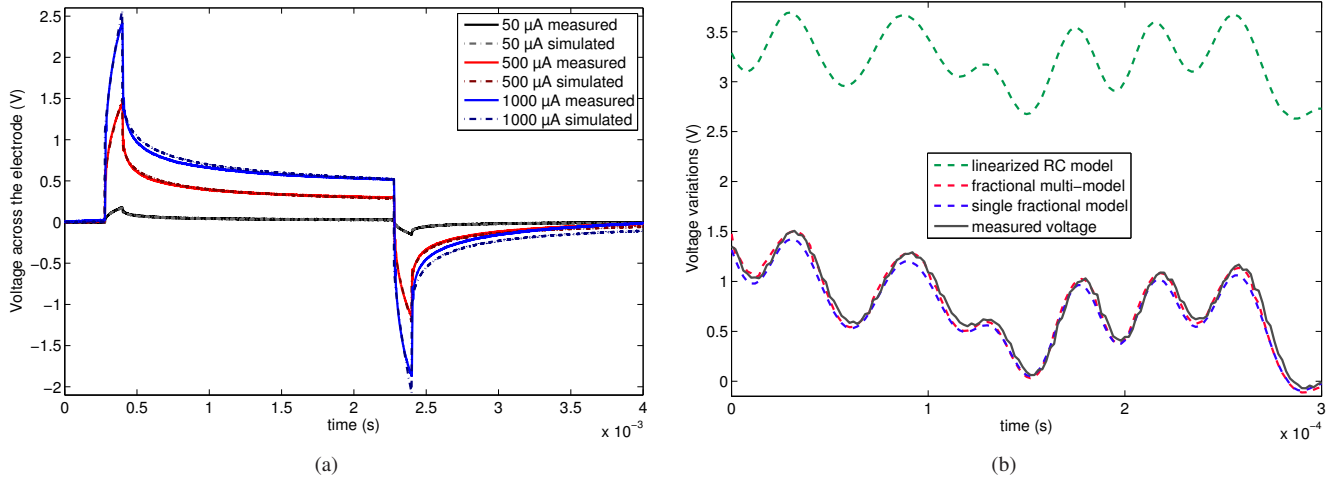 2.5
2
1.5
1
0.5
0
−0.5
−1
−1.5
−2
Voltage across the electrode (V)
50 µA measured
50 µA simulated
500 µA measured
500 µA simulated
1000 µA measured
1000 µA simulated
0
0.5
1
1.5
2
2.5
3
3.5
4
time (s)
x 10⁻³
(a)
3.5
3
2.5
2
1.5
1
0.5
0
Voltage variations (V)
linearized RC model
fractional multi−model
single fractional model
measured voltage
0
1
2
3
time (s)
x 10⁻⁴
(b)